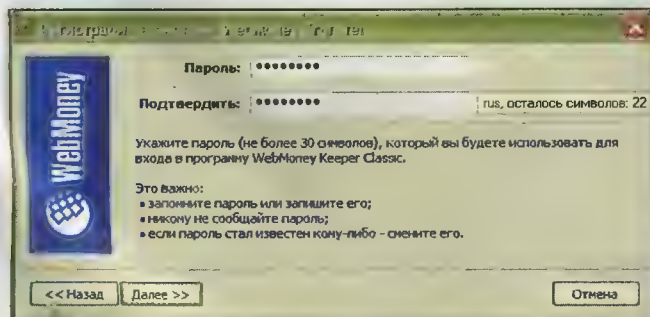 WebMoney
Пароль: ••••••••
Подтвердить: •••••••• rus, осталось символов: 22
Укажите пароль (не более 30 символов), который вы будете использовать для
входа в программу WebMoney Keeper Classic.
Это важно:
• запомните пароль или запишите его;
• никому не сообщайте пароль;
• если пароль стал известен кому-либо - смените его.
<< Назад Далее >> Отмена